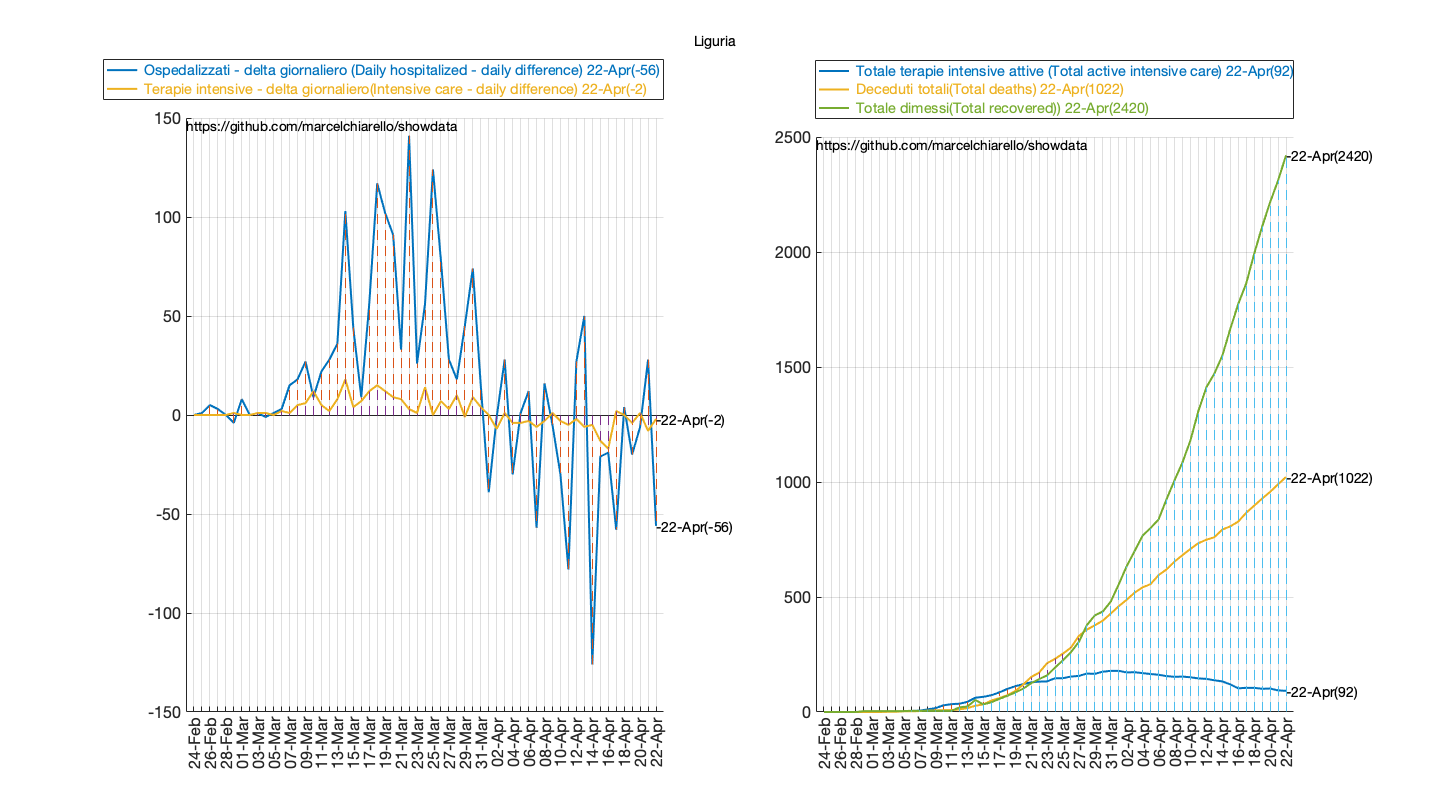 Liguria
Ospedalizzati - delta giornaliero (Daily hospitalized - daily difference) 22-Apr(-56)
Terapie intensive - delta giornaliero(Intensive care - daily difference) 22-Apr(-2)
150
https://github.com/marcelchiarello/showdata
100
50
0
-50
-100
-150
-22-Apr(-2)
-22-Apr(-56)
24-Feb
26-Feb
28-Feb
01-Mar
03-Mar
05-Mar
07-Mar
09-Mar
11-Mar
13-Mar
15-Mar
17-Mar
19-Mar
21-Mar
23-Mar
25-Mar
27-Mar
29-Mar
31-Mar
02-Apr
04-Apr
06-Apr
08-Apr
10-Apr
12-Apr
14-Apr
16-Apr
18-Apr
20-Apr
22-Apr
Totale terapie intensive attive (Total active intensive care) 22-Apr(92)
Deceduti totali(Total deaths) 22-Apr(1022)
Totale dimessi(Total recovered)) 22-Apr(2420)
2500
https://github.com/marcelchiarello/showdata
2000
1500
1000
500
0
-22-Apr(2420)
-22-Apr(1022)
-22-Apr(92)
24-Feb
26-Feb
28-Feb
01-Mar
03-Mar
05-Mar
07-Mar
09-Mar
11-Mar
13-Mar
15-Mar
17-Mar
19-Mar
21-Mar
23-Mar
25-Mar
27-Mar
29-Mar
31-Mar
02-Apr
04-Apr
06-Apr
08-Apr
10-Apr
12-Apr
14-Apr
16-Apr
18-Apr
20-Apr
22-Apr